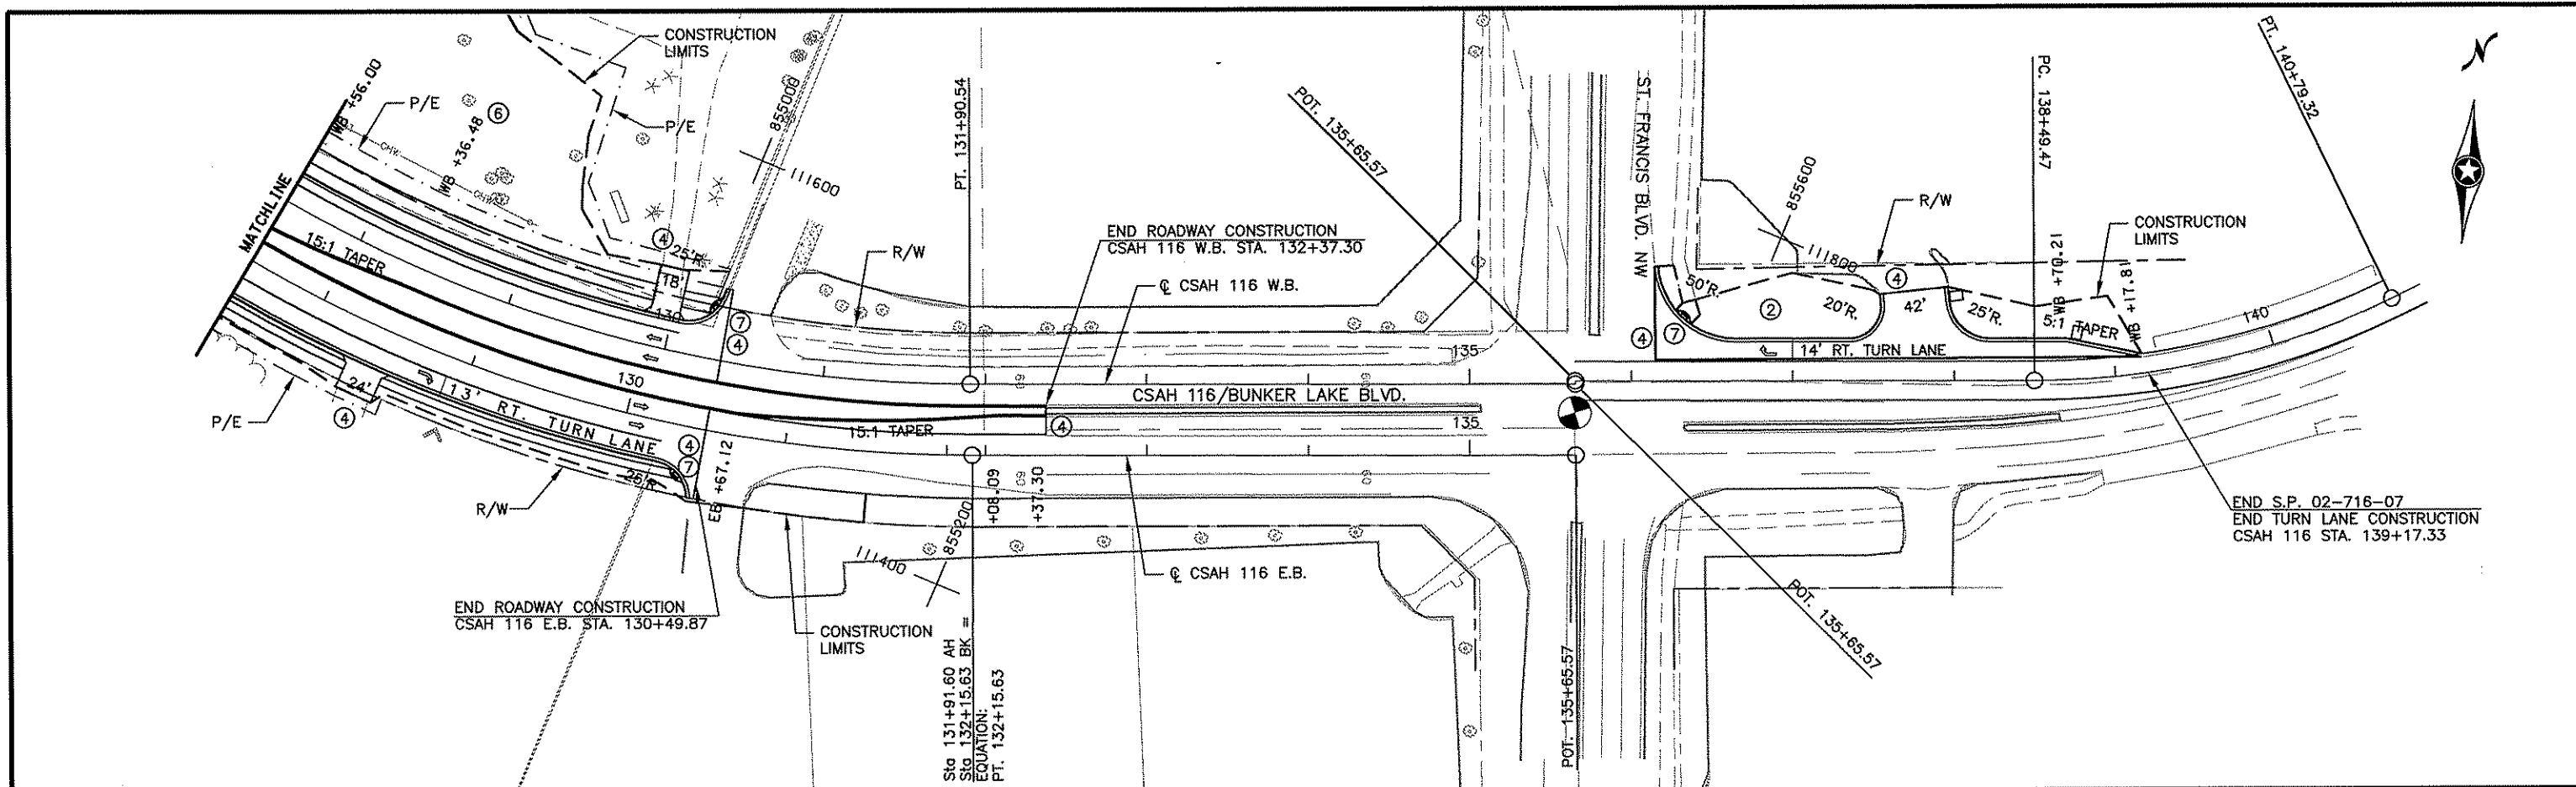 CONSTRUCTION
LIMITS
WB +56.00
P/E
WB +36.48
6
P/E
855000
111600
MATCHLINE
15:1 TAPER
OHW
OHW
4
25'R.
18'
130
7
4
PT. 131+90.54
R/W
END ROADWAY CONSTRUCTION
CSAH 116 W.B. STA. 132+37.30
℄ CSAH 116 W.B.
POT. 135+65.57
ST. FRANCIS BLVD. NW
855600
111800
R/W
PC. 138+49.47
WB +70.21
CONSTRUCTION
LIMITS
WB +17.81
PT. 140+79.32
N
50'R.
2
20'R.
4
42'
25'R.
5:1 TAPER
4
7
14' RT. TURN LANE
140
135
CSAH 116/BUNKER LAKE BLVD.
135
130
15:1 TAPER
4
24'
13' RT. TURN LANE
P/E
4
4
7
25'R.
R/W
EB +67.12
END ROADWAY CONSTRUCTION
CSAH 116 E.B. STA. 130+49.87
CONSTRUCTION
LIMITS
111400
855200
+08.09
+37.30
℄ CSAH 116 E.B.
Sta 131+91.60 AH
Sta 132+15.63 BK =
EQUATION:
PT. 132+15.63
POT. 135+65.57
POT. 135+65.57
END S.P. 02-716-07
END TURN LANE CONSTRUCTION
CSAH 116 STA. 139+17.33